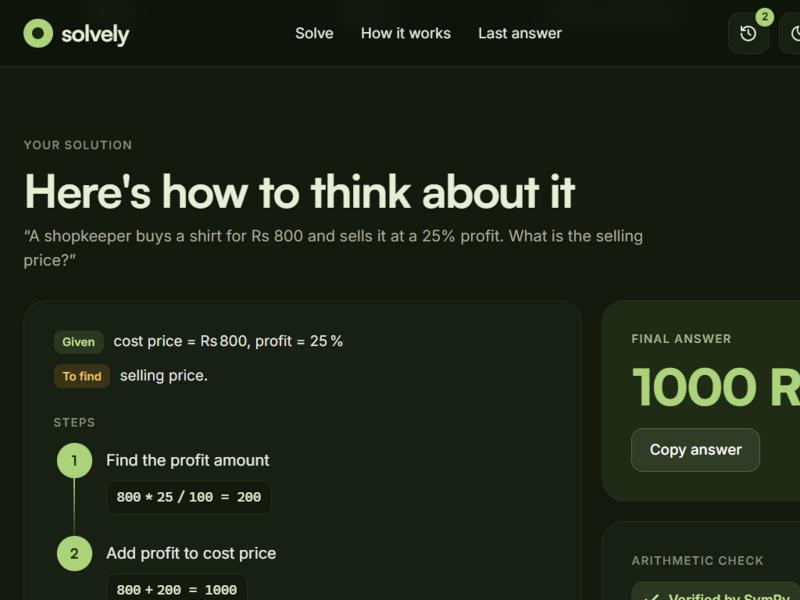 solvely
Solve How it works Last answer
2
YOUR SOLUTION
Here's how to think about it
“A shopkeeper buys a shirt for Rs 800 and sells it at a 25% profit. What is the selling
price?”
Given cost price = Rs 800, profit = 25 %
To find selling price.
STEPS
1 Find the profit amount
800 * 25 / 100 = 200
2 Add profit to cost price
800 + 200 = 1000
FINAL ANSWER
1000 R
Copy answer
ARITHMETIC CHECK
Verified by SymPy